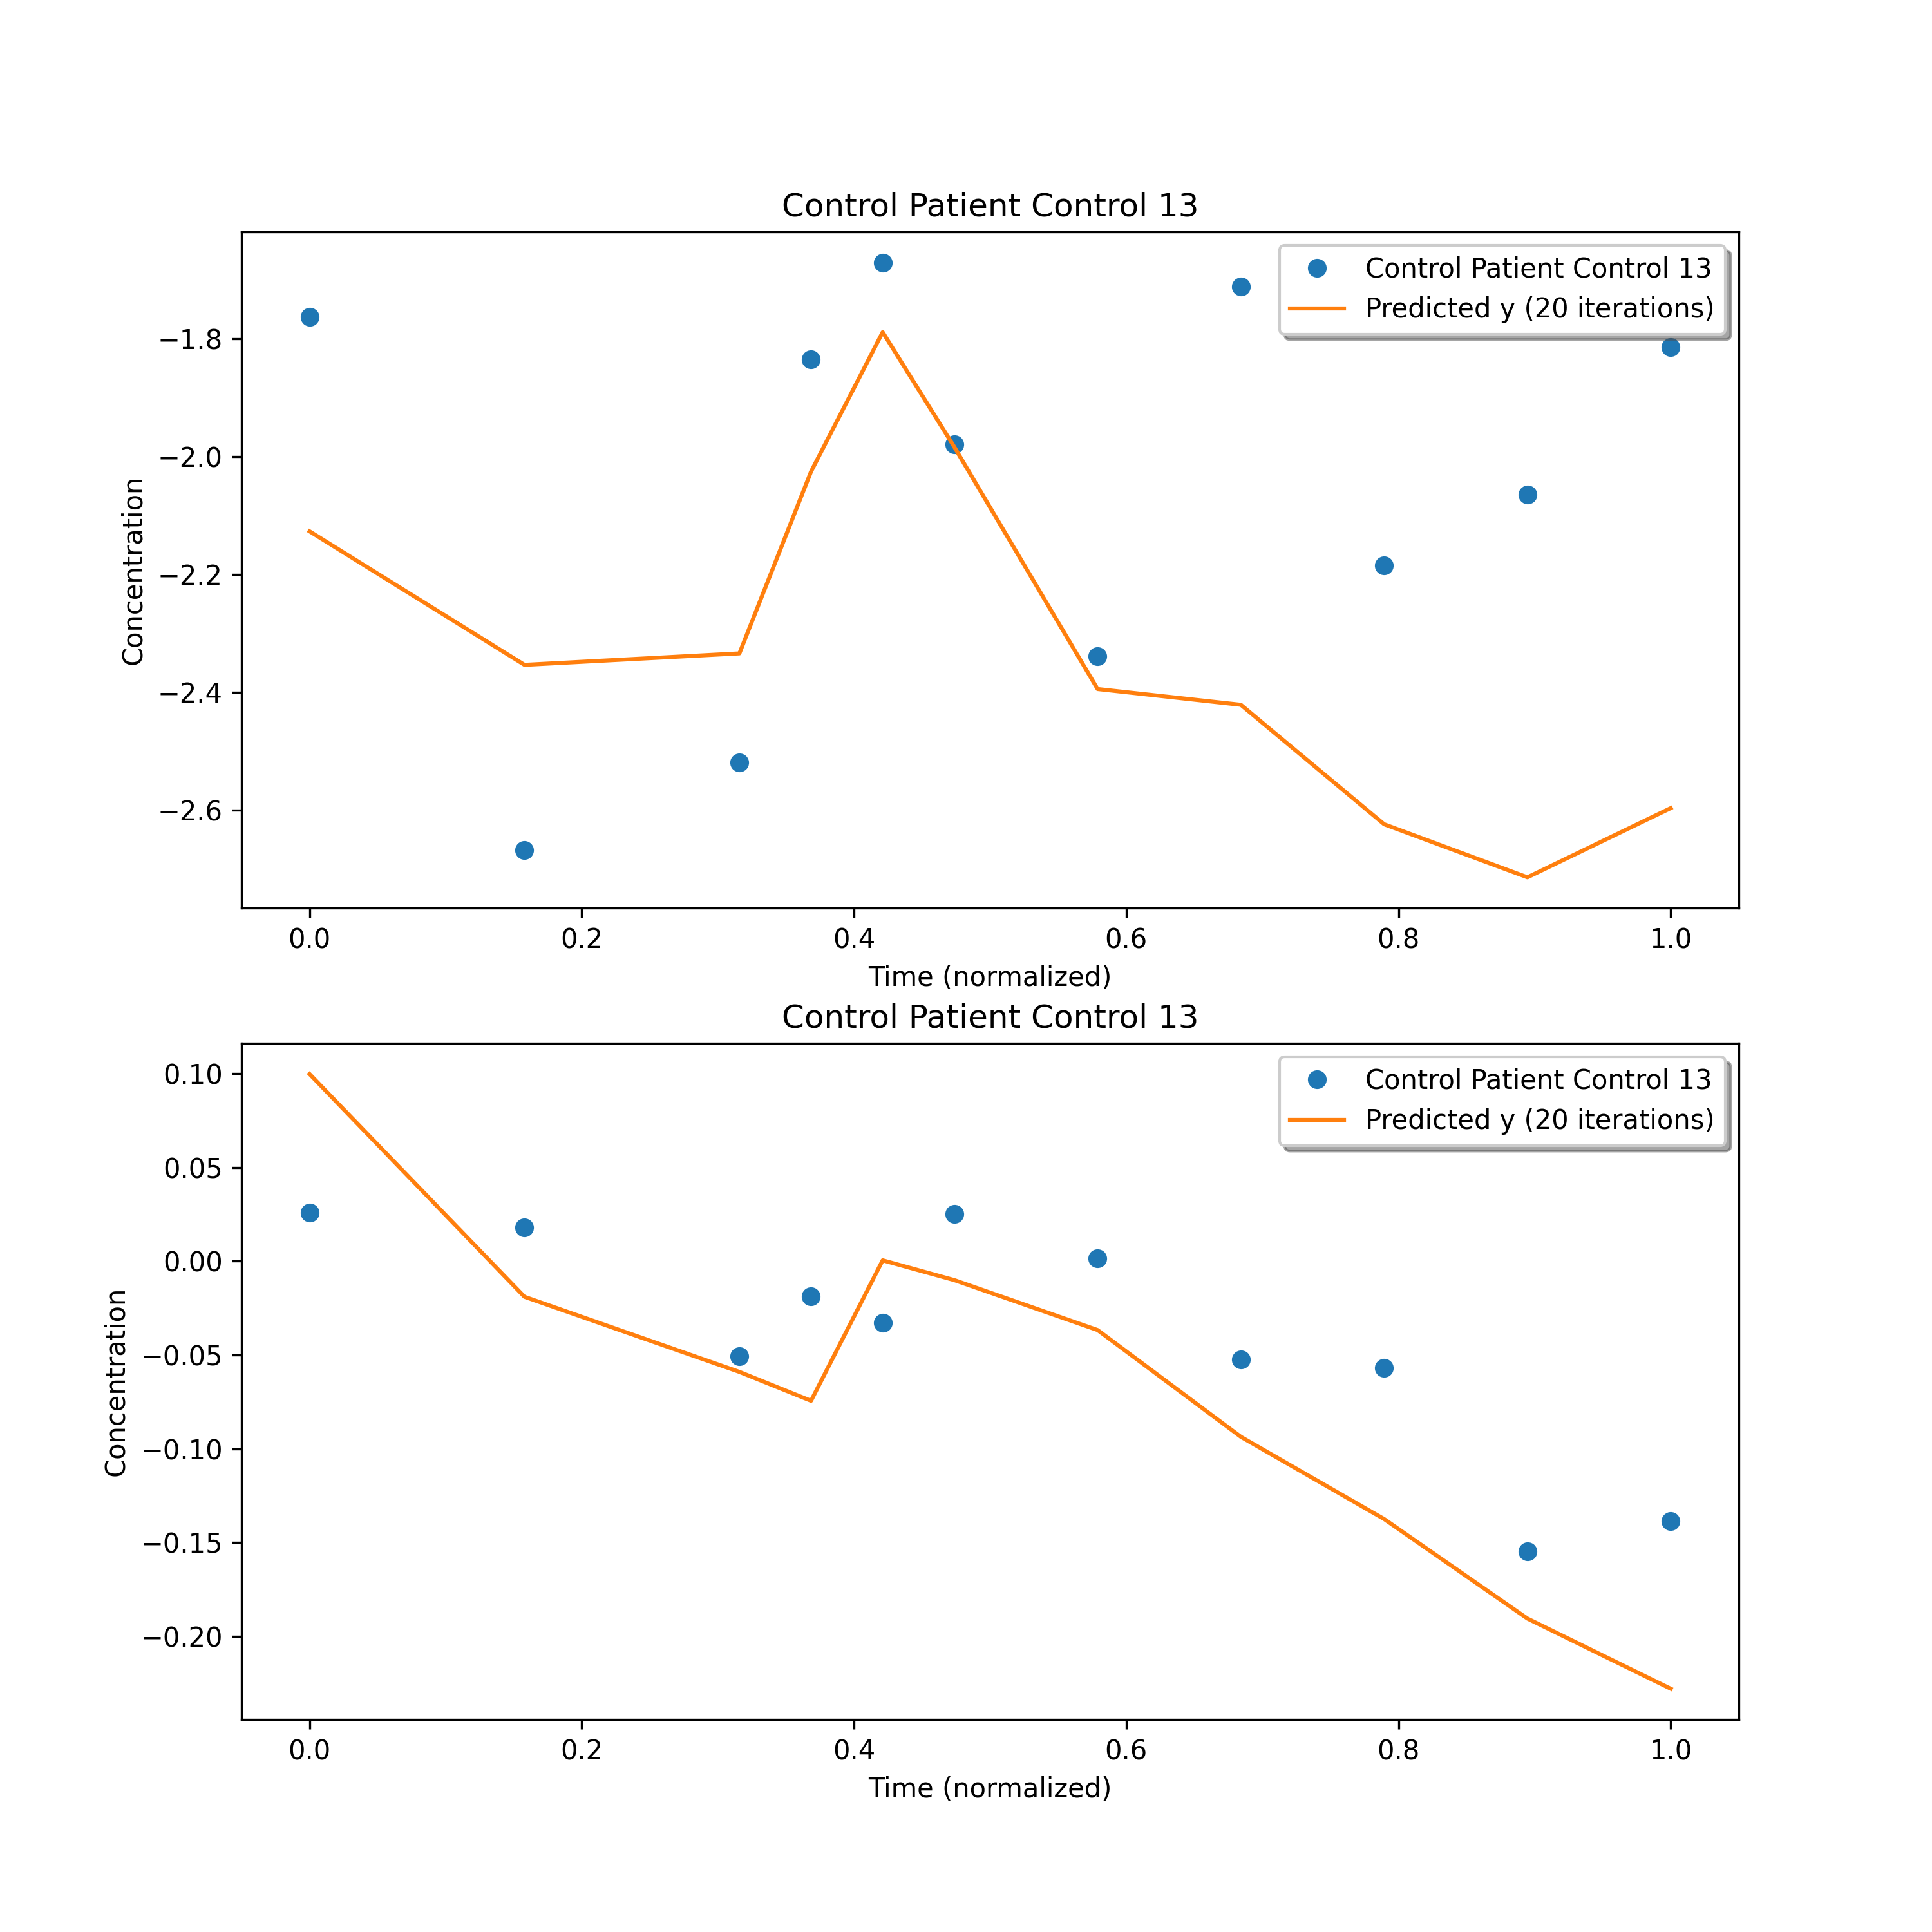 Control Patient Control 13
Control Patient Control 13
Predicted y (20 iterations)
−1.8
−2.0
−2.2
−2.4
−2.6
Concentration
0.0 0.2 0.4 0.6 0.8 1.0
Time (normalized)
Control Patient Control 13
Control Patient Control 13
Predicted y (20 iterations)
0.10
0.05
0.00
−0.05
−0.10
−0.15
−0.20
Concentration
0.0 0.2 0.4 0.6 0.8 1.0
Time (normalized)